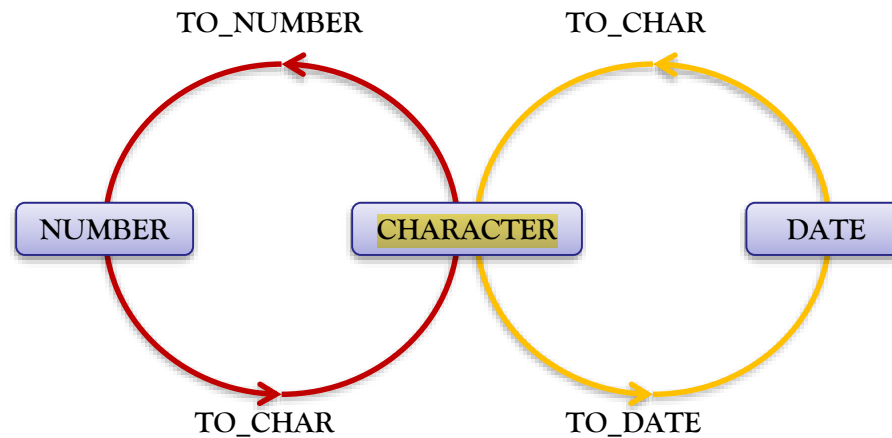 TO_NUMBER
TO_CHAR
NUMBER
CHARACTER
DATE
TO_CHAR
TO_DATE